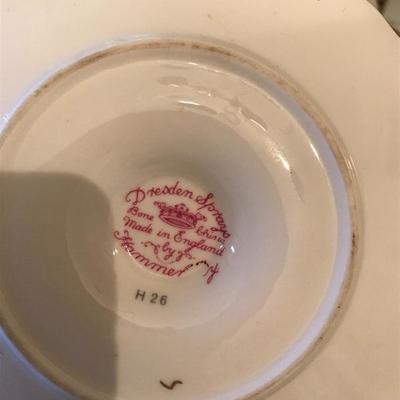 Dresden Sprays
Bone China
Made in England
by
Hammersley
H 26